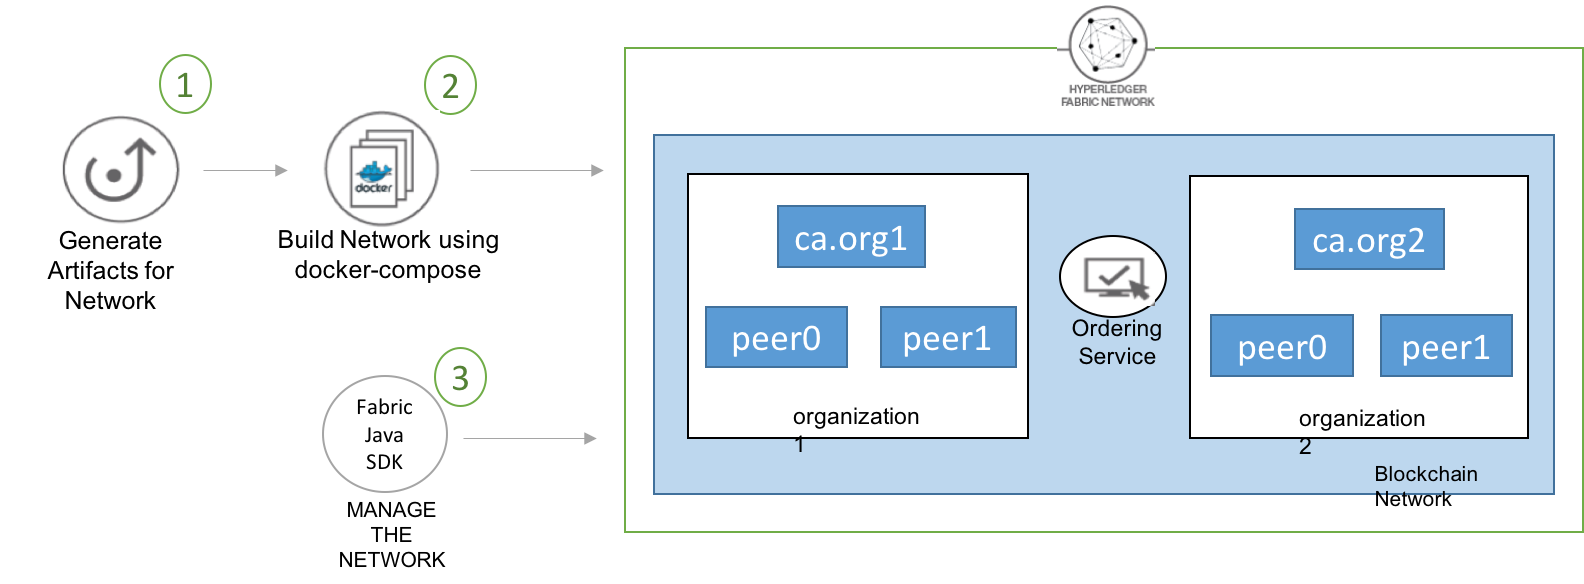 1
Generate
Artifacts for
Network
2
docker
Build Network using
docker-compose
3
Fabric
Java
SDK
MANAGE
THE
NETWORK
HYPERLEDGER
FABRIC NETWORK
ca.org1
peer0
peer1
organization
1
Ordering
Service
ca.org2
peer0
peer1
organization
2
Blockchain
Network